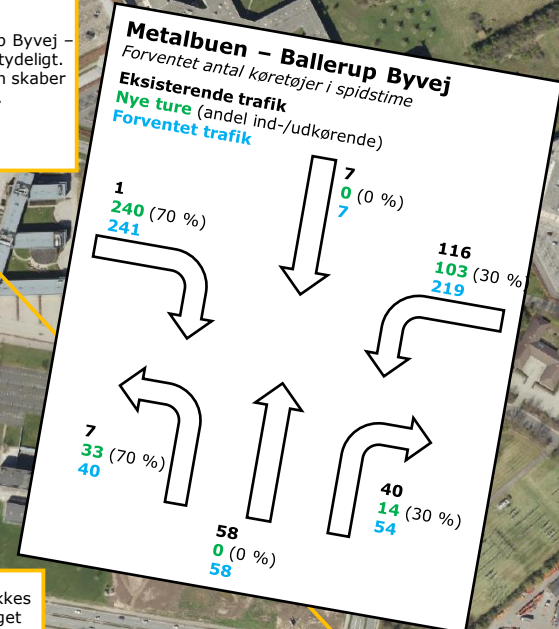 Byvej –
tydeligt.
skaber
Metalbuen – Ballerup Byvej
Forventet antal køretøjer i spidstime
Eksisterende trafik
Nye ture (andel ind-/udkørende)
Forventet trafik
7
0 (0 %)
7
1
240 (70 %)
241
116
103 (30 %)
219
7
33 (70 %)
40
40
14 (30 %)
54
58
0 (0 %)
58